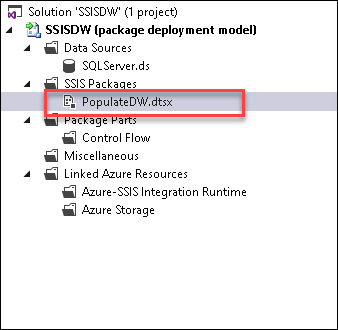 Solution 'SSISDW' (1 project)
SSISDW (package deployment model)
Data Sources
SQLServer.ds
SSIS Packages
PopulateDW.dtsx
Package Parts
Control Flow
Miscellaneous
Linked Azure Resources
Azure-SSIS Integration Runtime
Azure Storage